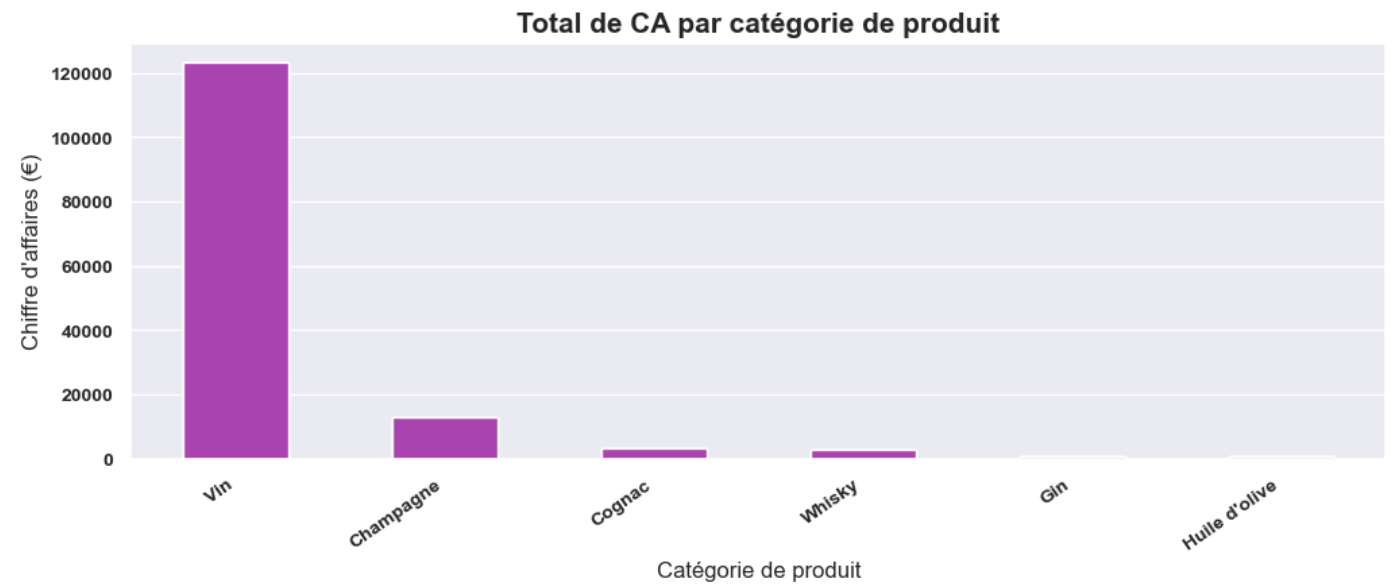 Total de CA par catégorie de produit
Chiffre d'affaires (€)
120000
100000
80000
60000
40000
20000
0
Vin
Champagne
Cognac
Whisky
Gin
Huile d'olive
Catégorie de produit